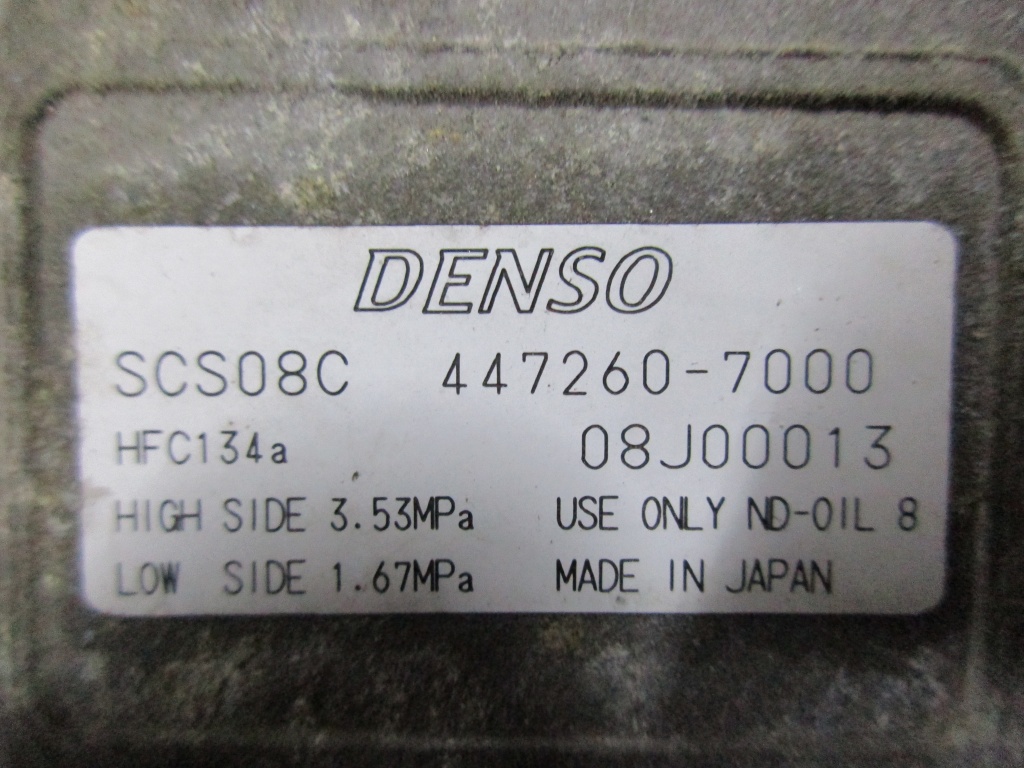 DENSO
SCS08C 447260-7000
HFC134a 08J00013
HIGH SIDE 3.53MPa USE ONLY ND-OIL 8
LOW SIDE 1.67MPa MADE IN JAPAN